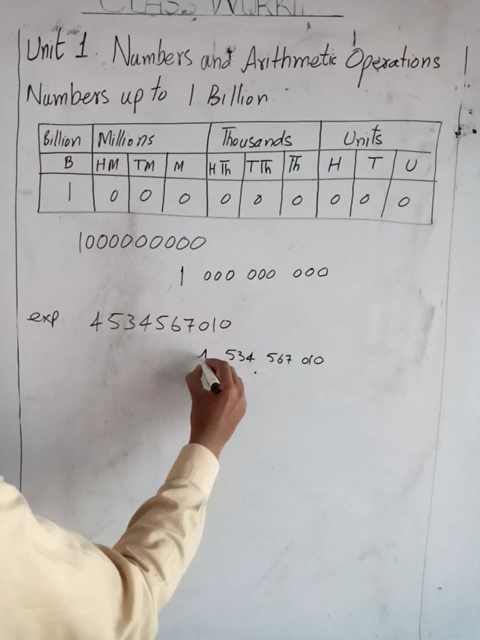 CLASS WORK
Unit 1 Numbers and Arithmetic Operations
Numbers up to 1 Billion
Billion Millions Thousands Units
B HM TM M H Th T Th Th H T U
1 0 0 0 0 0 0 0 0 0
1000000000
1 000 000 000
exp 4534567010
534 567 010